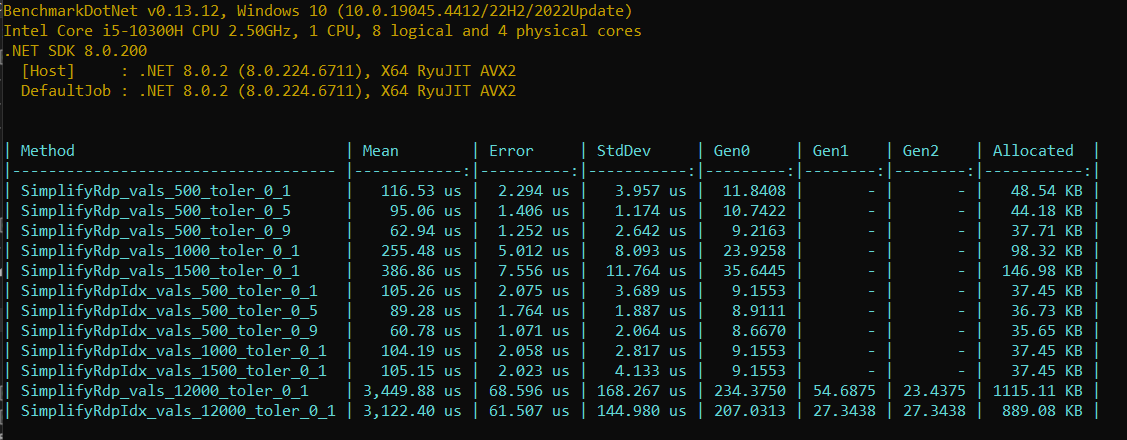 BenchmarkDotNet v0.13.12, Windows 10 (10.0.19045.4412/22H2/2022Update)
Intel Core i5-10300H CPU 2.50GHz, 1 CPU, 8 logical and 4 physical cores
.NET SDK 8.0.200
  [Host]     : .NET 8.0.2 (8.0.224.6711), X64 RyuJIT AVX2
  DefaultJob : .NET 8.0.2 (8.0.224.6711), X64 RyuJIT AVX2
| Method                            | Mean        | Error     | StdDev     | Gen0     | Gen1    | Gen2    | Allocated  |
|---------------------------------- |------------:|----------:|-----------:|---------:|--------:|--------:|-----------:|
| SimplifyRdp_vals_500_toler_0_1      |   116.53 us |  2.294 us |   3.957 us |  11.8408 |       - |       - |   48.54 KB |
| SimplifyRdp_vals_500_toler_0_5      |    95.06 us |  1.406 us |   1.174 us |  10.7422 |       - |       - |   44.18 KB |
| SimplifyRdp_vals_500_toler_0_9      |    62.94 us |  1.252 us |   2.642 us |   9.2163 |       - |       - |   37.71 KB |
| SimplifyRdp_vals_1000_toler_0_1     |   255.48 us |  5.012 us |   8.093 us |  23.9258 |       - |       - |   98.32 KB |
| SimplifyRdp_vals_1500_toler_0_1     |   386.86 us |  7.556 us |  11.764 us |  35.6445 |       - |       - |  146.98 KB |
| SimplifyRdpIdx_vals_500_toler_0_1   |   105.26 us |  2.075 us |   3.689 us |   9.1553 |       - |       - |   37.45 KB |
| SimplifyRdpIdx_vals_500_toler_0_5   |    89.28 us |  1.764 us |   1.887 us |   8.9111 |       - |       - |   36.73 KB |
| SimplifyRdpIdx_vals_500_toler_0_9   |    60.78 us |  1.071 us |   2.064 us |   8.6670 |       - |       - |   35.65 KB |
| SimplifyRdpIdx_vals_1000_toler_0_1  |   104.19 us |  2.058 us |   2.817 us |   9.1553 |       - |       - |   37.45 KB |
| SimplifyRdpIdx_vals_1500_toler_0_1  |   105.15 us |  2.023 us |   4.133 us |   9.1553 |       - |       - |   37.45 KB |
| SimplifyRdp_vals_12000_toler_0_1    | 3,449.88 us | 68.596 us | 168.267 us | 234.3750 | 54.6875 | 23.4375 | 1115.11 KB |
| SimplifyRdpIdx_vals_12000_toler_0_1 | 3,122.40 us | 61.507 us | 144.980 us | 207.0313 | 27.3438 | 27.3438 |  889.08 KB |